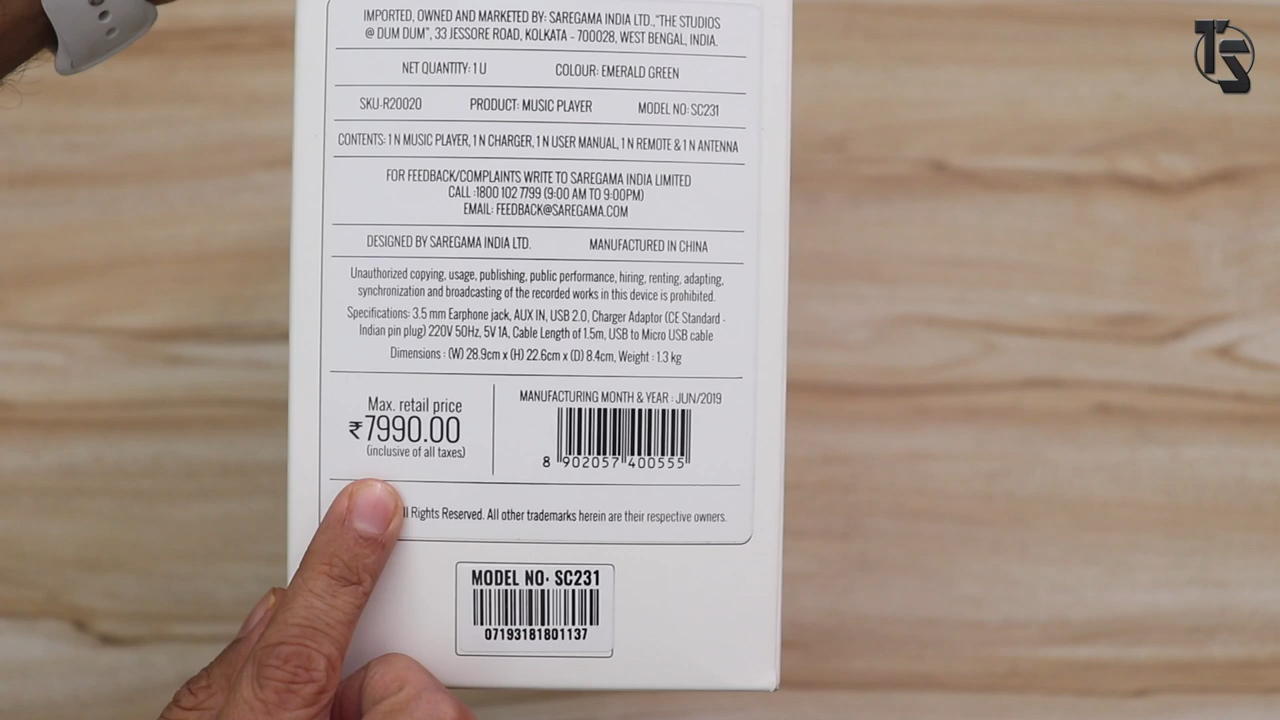 IMPORTED, OWNED AND MARKETED BY: SAREGAMA INDIA LTD.,"THE STUDIOS
@ DUM DUM", 33 JESSORE ROAD, KOLKATA - 700028, WEST BENGAL, INDIA.
NET QUANTITY: 1 U COLOUR: EMERALD GREEN
SKU-R20020 PRODUCT: MUSIC PLAYER MODEL NO: SC231
CONTENTS: 1 N MUSIC PLAYER, 1 N CHARGER, 1 N USER MANUAL, 1 N REMOTE & 1 N ANTENNA
FOR FEEDBACK/COMPLAINTS WRITE TO SAREGAMA INDIA LIMITED
CALL :1800 102 7799 (9:00 AM TO 9:00PM)
EMAIL: FEEDBACK@SAREGAMA.COM
DESIGNED BY SAREGAMA INDIA LTD. MANUFACTURED IN CHINA
Unauthorized copying, usage, publishing, public performance, hiring, renting, adapting,
synchronization and broadcasting of the recorded works in this device is prohibited.
Specifications: 3.5 mm Earphone jack, AUX IN, USB 2.0, Charger Adaptor (CE Standard -
Indian pin plug) 220V 50Hz, 5V 1A, Cable Length of 1.5m, USB to Micro USB cable
Dimensions : (W) 28.9cm x (H) 22.6cm x (D) 8.4cm, Weight : 1.3 kg
Max. retail price
₹7990.00
(inclusive of all taxes)
MANUFACTURING MONTH & YEAR : JUN/2019
8 902057 400555
ll Rights Reserved. All other trademarks herein are their respective owners.
MODEL NO: SC231
07193181801137
TS